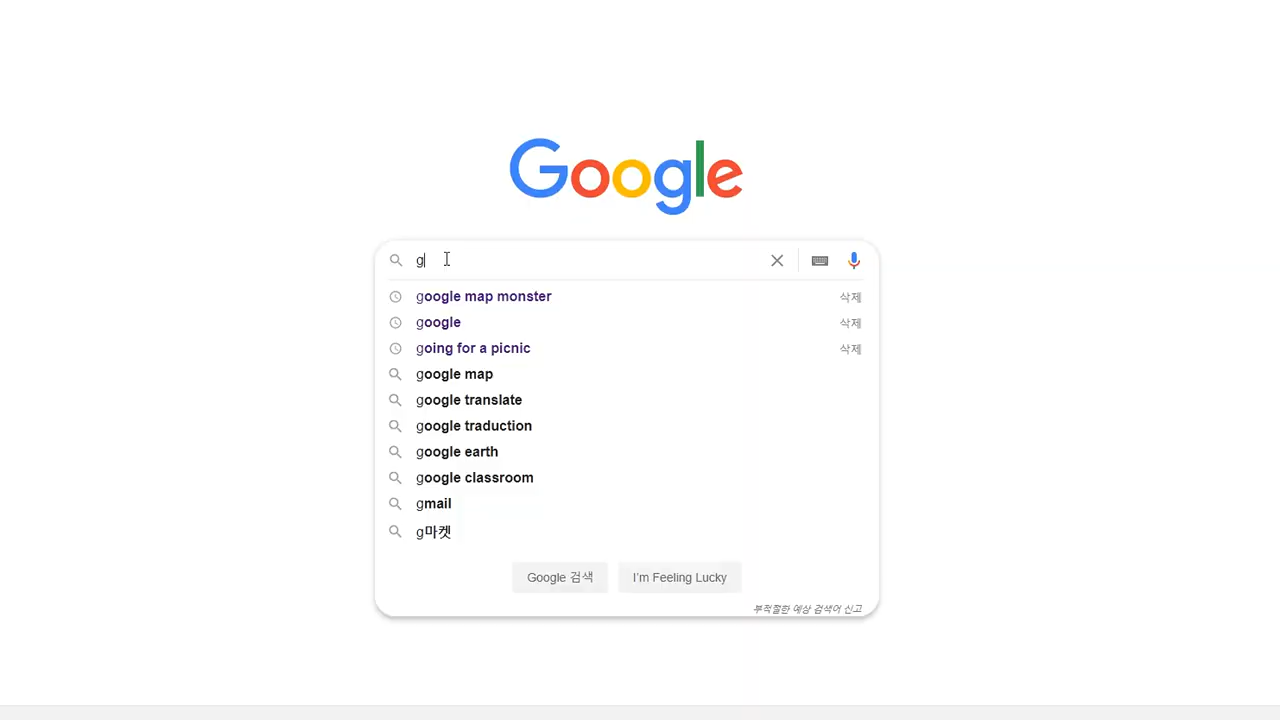 Google
g
google map monster 삭제
google 삭제
going for a picnic 삭제
google map
google translate
google traduction
google earth
google classroom
gmail
g마켓
Google 검색 I'm Feeling Lucky
부적절한 예상 검색어 신고